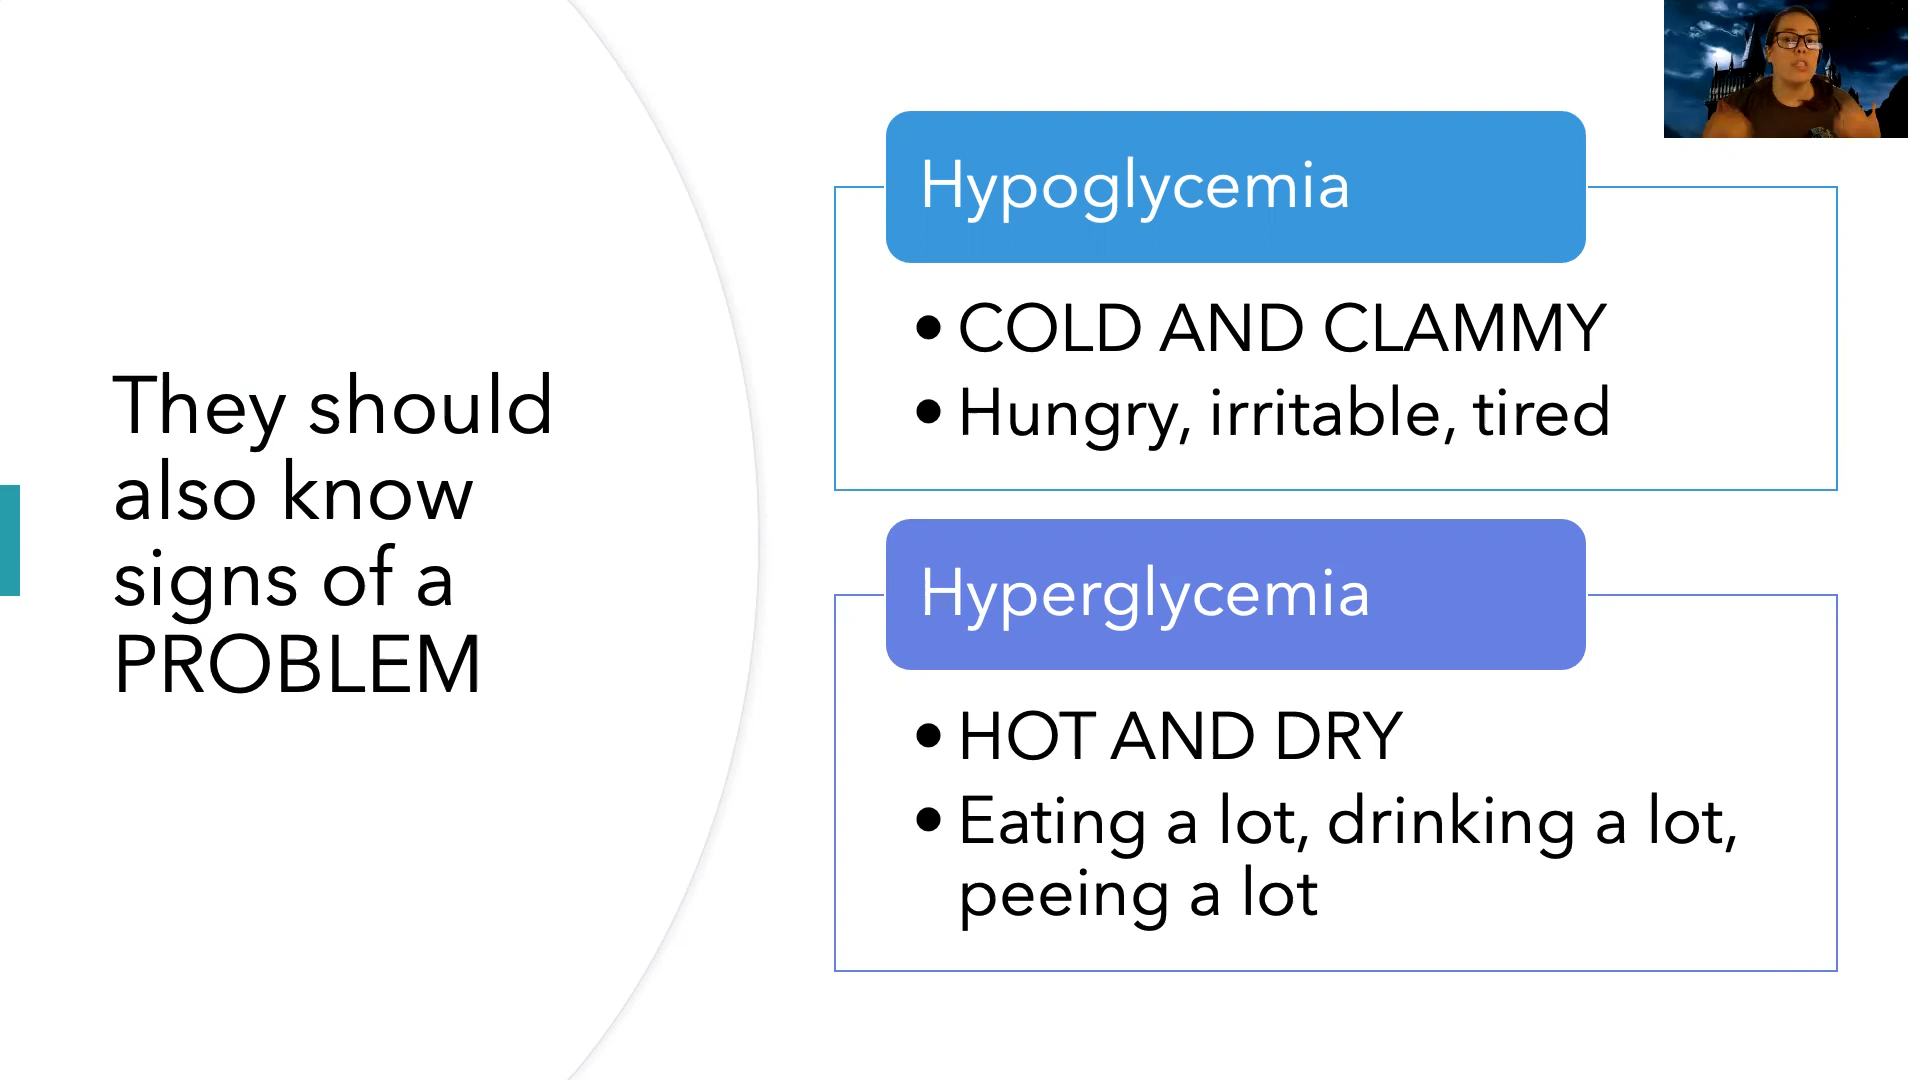 They should
also know
signs of a
PROBLEM
Hypoglycemia
• COLD AND CLAMMY
• Hungry, irritable, tired
Hyperglycemia
• HOT AND DRY
• Eating a lot, drinking a lot,
peeing a lot